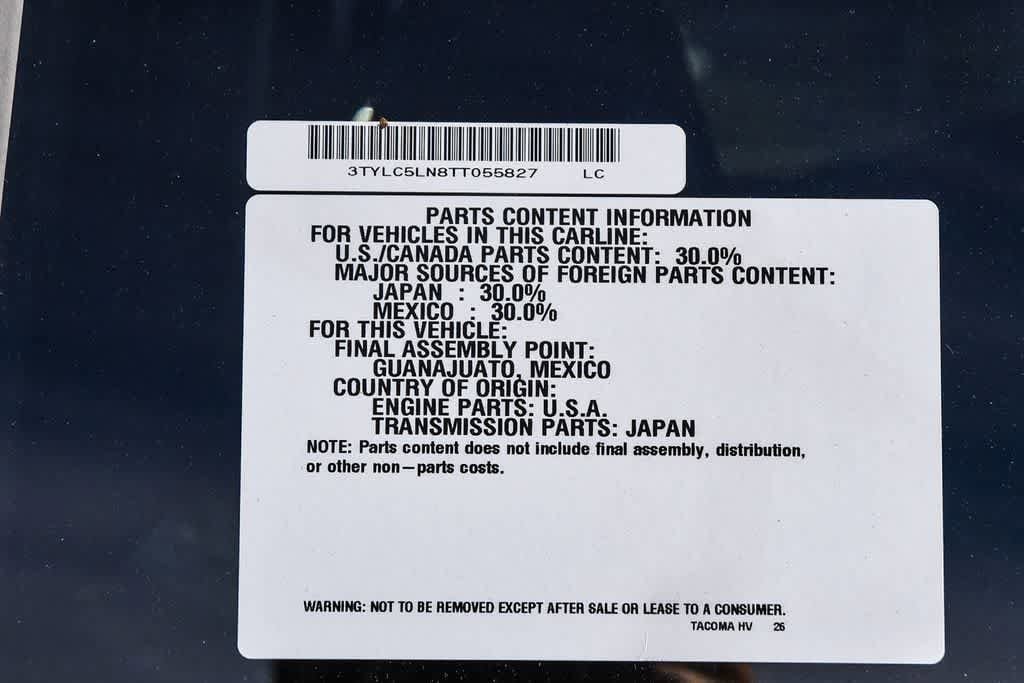 3TYLC5LN8TT055827 LC
PARTS CONTENT INFORMATION
FOR VEHICLES IN THIS CARLINE:
U.S./CANADA PARTS CONTENT: 30.0%
MAJOR SOURCES OF FOREIGN PARTS CONTENT:
JAPAN : 30.0%
MEXICO : 30.0%
FOR THIS VEHICLE:
FINAL ASSEMBLY POINT:
GUANAJUATO, MEXICO
COUNTRY OF ORIGIN:
ENGINE PARTS: U.S.A.
TRANSMISSION PARTS: JAPAN
NOTE: Parts content does not include final assembly, distribution,
or other non—parts costs.
WARNING: NOT TO BE REMOVED EXCEPT AFTER SALE OR LEASE TO A CONSUMER.
TACOMA HV 26